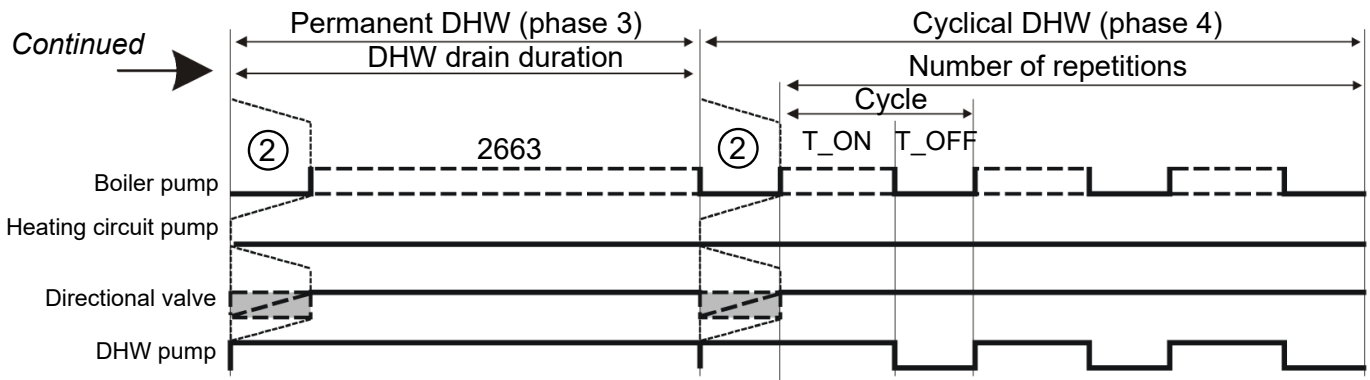 Permanent DHW (phase 3)
Cyclical DHW (phase 4)
Continued
DHW drain duration
Number of repetitions
Cycle
2
2663
2
T_ON
T_OFF
Boiler pump
Heating circuit pump
Directional valve
DHW pump